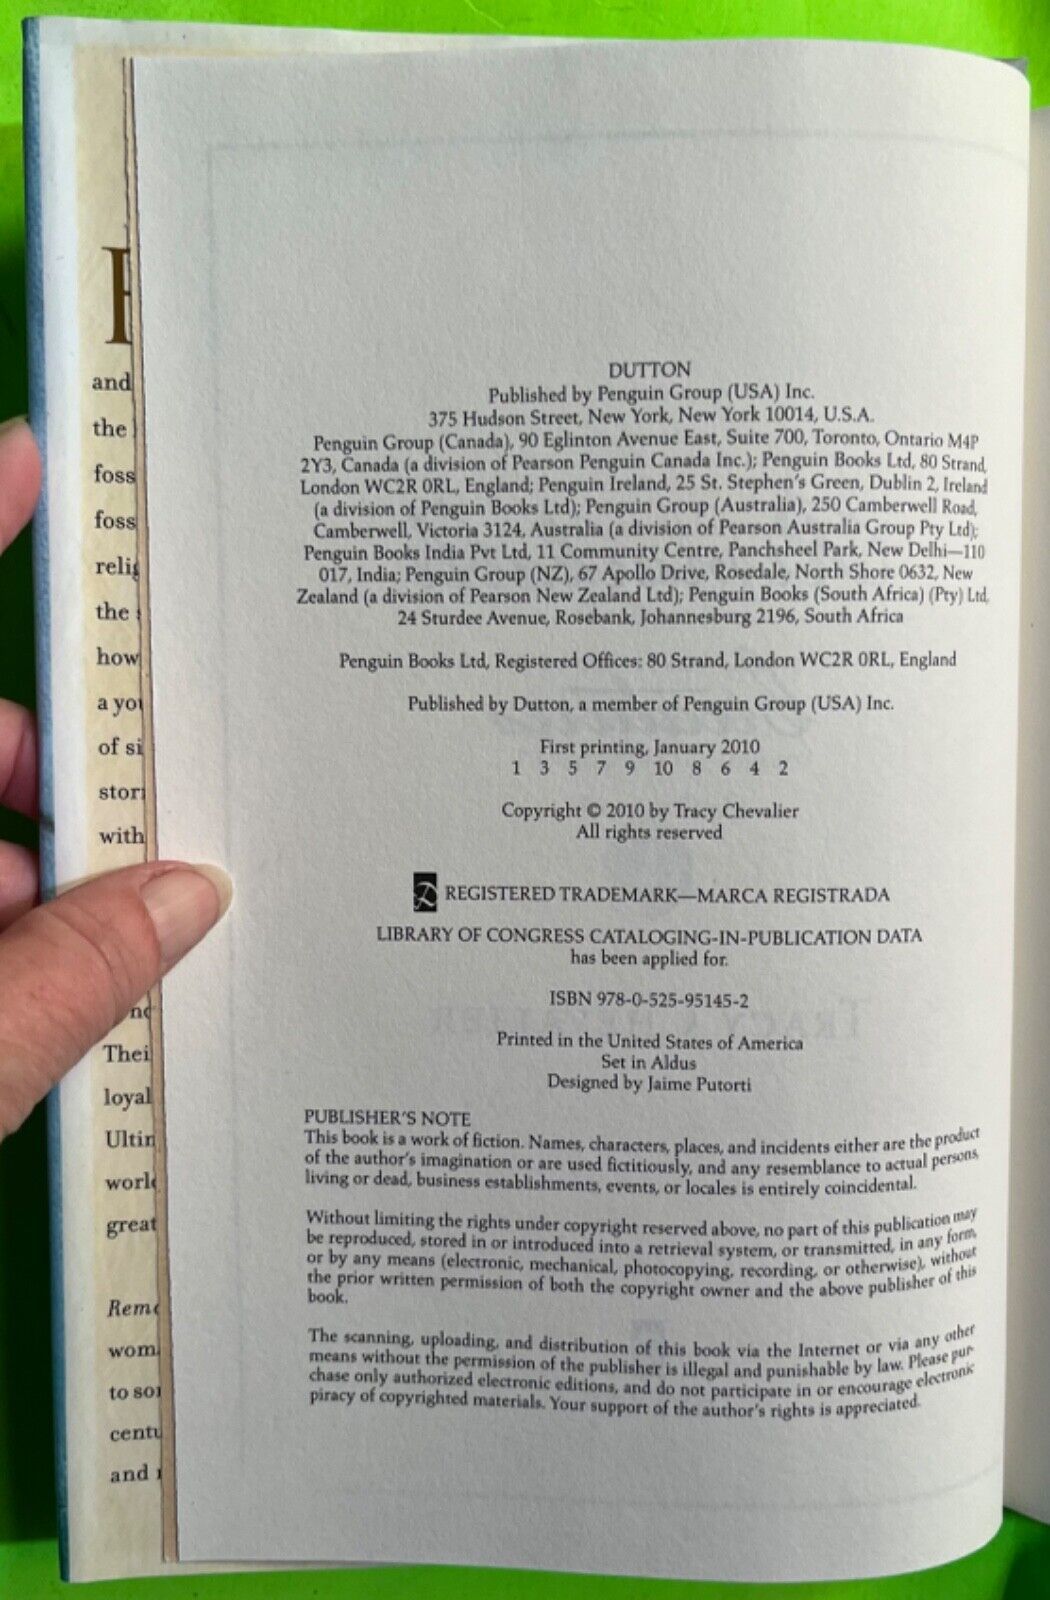 and
the
foss
foss
the
how
a
of
with
Thei
loyal
great
to
and
DUTTON
Published by Penguin Group (USA) Inc.
375 Hudson Street, New York, New York 10014, U.S.A.
Penguin Group (Canada), 90 Eglinton Avenue East, Suite 700, Toronto, Ontario M4P
2Y3, Canada (a division of Pearson Penguin Canada Inc.); Penguin Books Ltd, 80 Strand,
London WC2R 0RL, England; Penguin Ireland, 25 St. Stephen's Green, Dublin 2, Ireland
(a division of Penguin Books Ltd); Penguin Group (Australia), 250 Camberwell Road,
Camberwell, Victoria 3124, Australia (a division of Pearson Australia Group Pty Ltd);
Penguin Books India Pvt Ltd, 11 Community Centre, Panchsheel Park, New Delhi—110
017, India; Penguin Group (NZ), 67 Apollo Drive, Rosedale, North Shore 0632, New
Zealand (a division of Pearson New Zealand Ltd); Penguin Books (South Africa) (Pty) Ltd,
24 Sturdee Avenue, Rosebank, Johannesburg 2196, South Africa
Penguin Books Ltd, Registered Offices: 80 Strand, London WC2R 0RL, England
Published by Dutton, a member of Penguin Group (USA) Inc.
First printing, January 2010
1 3 5 7 9 10 8 6 4 2
Copyright © 2010 by Tracy Chevalier
All rights reserved
REGISTERED TRADEMARK—MARCA REGISTRADA
LIBRARY OF CONGRESS CATALOGING-IN-PUBLICATION DATA
has been applied for.
ISBN 978-0-525-95145-2
Printed in the United States of America
Set in Aldus
Designed by Jaime Putorti
PUBLISHER'S NOTE
This book is a work of fiction. Names, characters, places, and incidents either are the product
of the author's imagination or are used fictitiously, and any resemblance to actual persons,
living or dead, business establishments, events, or locales is entirely coincidental.
Without limiting the rights under copyright reserved above, no part of this publication may
be reproduced, stored in or introduced into a retrieval system, or transmitted, in any form,
or by any means (electronic, mechanical, photocopying, recording, or otherwise), without
the prior written permission of both the copyright owner and the above publisher of this
book.
The scanning, uploading, and distribution of this book via the Internet or via any other
means without the permission of the publisher is illegal and punishable by law. Please pur-
chase only authorized electronic editions, and do not participate in or encourage electronic
piracy of copyrighted materials. Your support of the author's rights is appreciated.